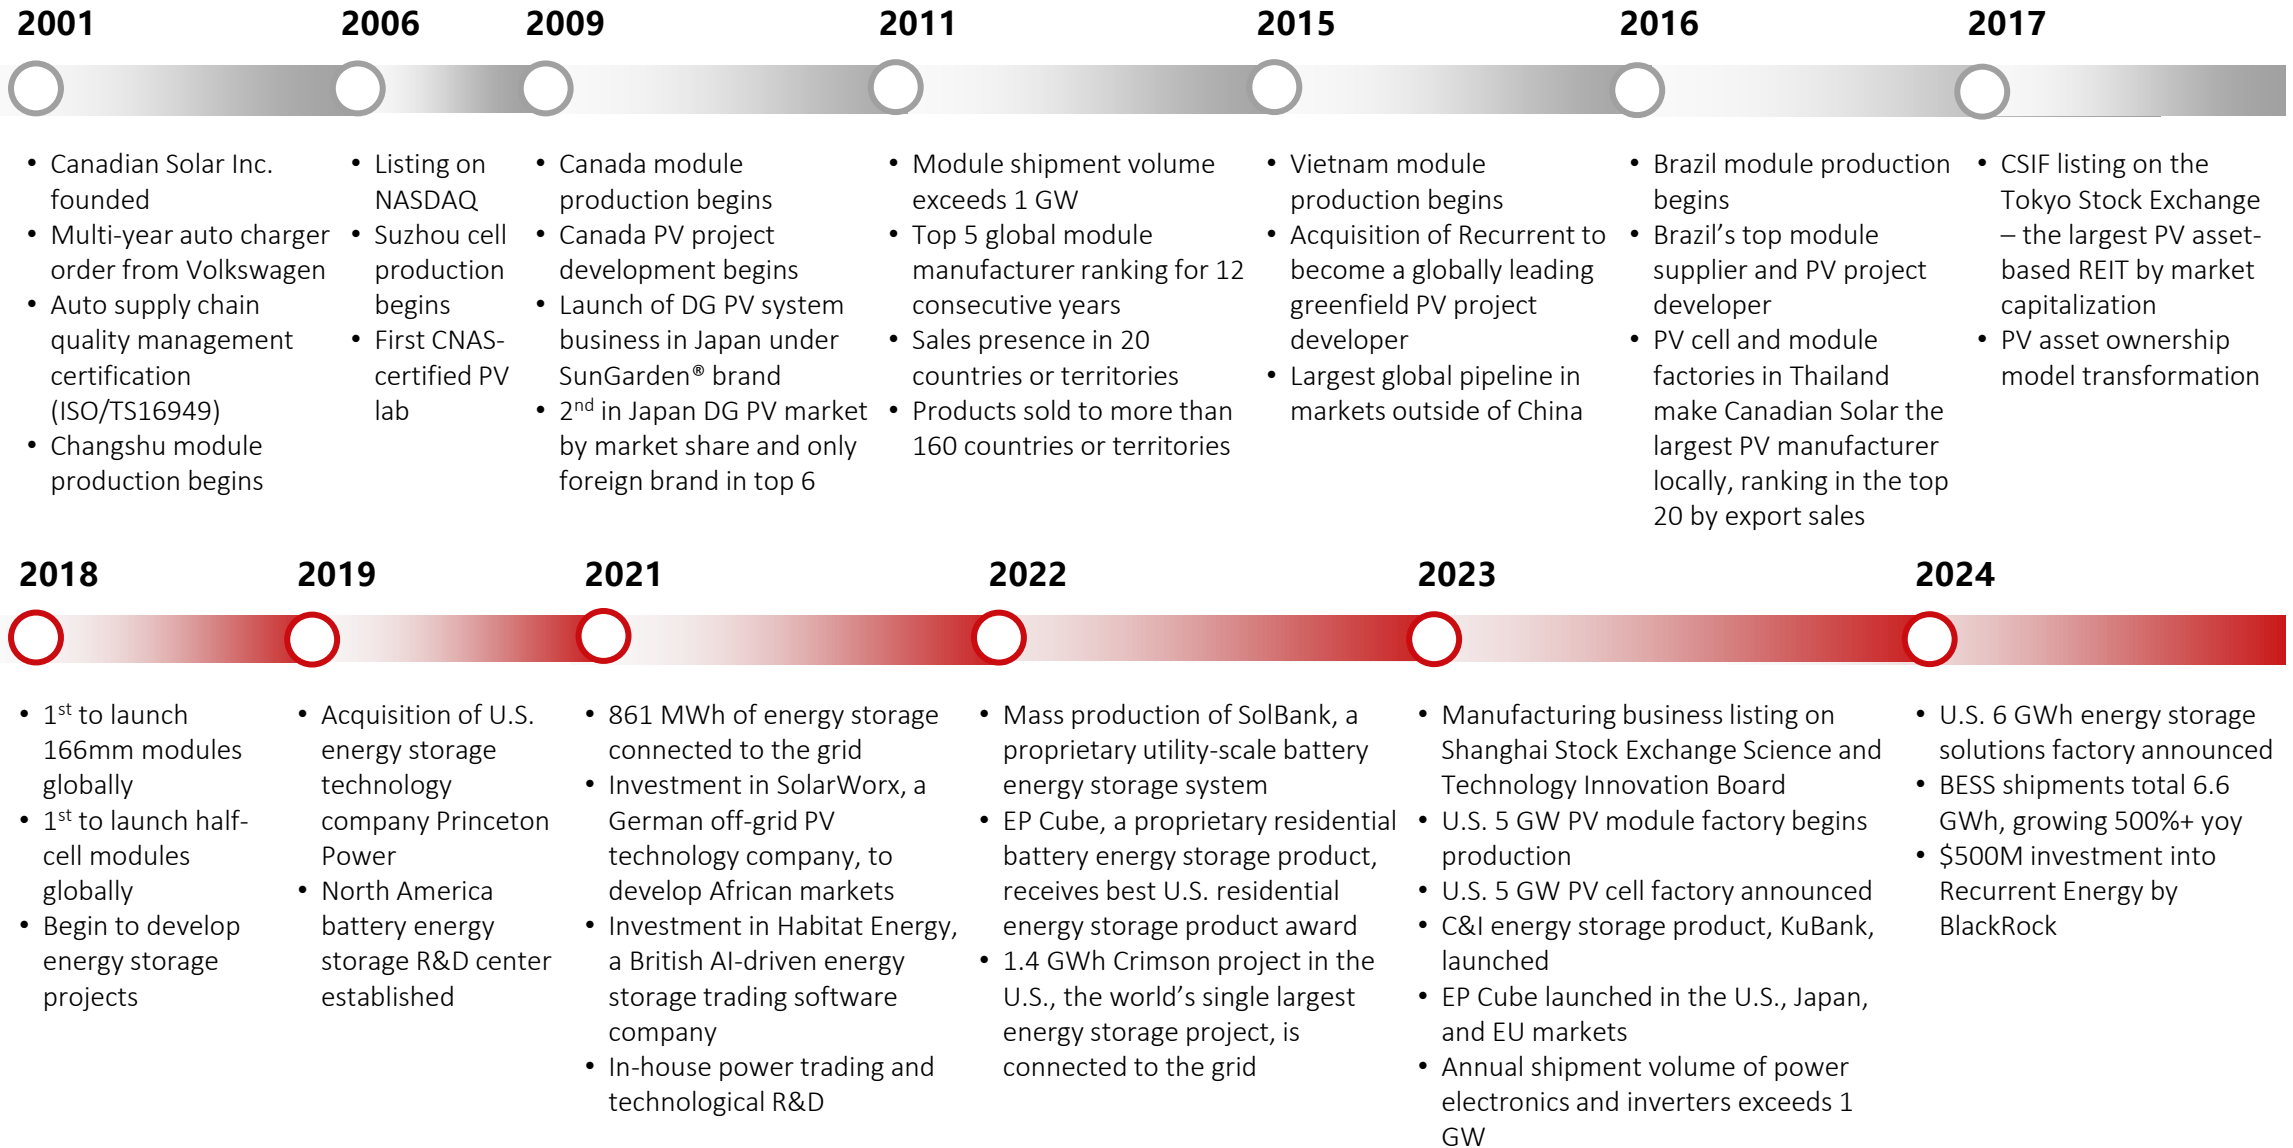 2001
• Canadian Solar Inc.
founded
• Multi-year auto charger
order from Volkswagen
• Auto supply chain
quality management
certification
(ISO/TS16949)
• Changshu module
production begins
2006
• Listing on
NASDAQ
• Suzhou cell
production
begins
• First CNAS-
certified PV
lab
2009
• Canada module
production begins
• Canada PV project
development begins
• Launch of DG PV system
business in Japan under
SunGarden® brand
• 2nd in Japan DG PV market
by market share and only
foreign brand in top 6
2011
• Module shipment volume
exceeds 1 GW
• Top 5 global module
manufacturer ranking for 12
consecutive years
• Sales presence in 20
countries or territories
• Products sold to more than
160 countries or territories
2015
• Vietnam module
production begins
• Acquisition of Recurrent to
become a globally leading
greenfield PV project
developer
• Largest global pipeline in
markets outside of China
2016
• Brazil module production
begins
• Brazil’s top module
supplier and PV project
developer
• PV cell and module
factories in Thailand
make Canadian Solar the
largest PV manufacturer
locally, ranking in the top
20 by export sales
2017
• CSIF listing on the
Tokyo Stock Exchange
– the largest PV asset-
based REIT by market
capitalization
• PV asset ownership
model transformation
2018
• 1st to launch
166mm modules
globally
• 1st to launch half-
cell modules
globally
• Begin to develop
energy storage
projects
2019
• Acquisition of U.S.
energy storage
technology
company Princeton
Power
• North America
battery energy
storage R&D center
established
2021
• 861 MWh of energy storage
connected to the grid
• Investment in SolarWorx, a
German off-grid PV
technology company, to
develop African markets
• Investment in Habitat Energy,
a British AI-driven energy
storage trading software
company
• In-house power trading and
technological R&D
2022
• Mass production of SolBank, a
proprietary utility-scale battery
energy storage system
• EP Cube, a proprietary residential
battery energy storage product,
receives best U.S. residential
energy storage product award
• 1.4 GWh Crimson project in the
U.S., the world’s single largest
energy storage project, is
connected to the grid
2023
• Manufacturing business listing on
Shanghai Stock Exchange Science and
Technology Innovation Board
• U.S. 5 GW PV module factory begins
production
• U.S. 5 GW PV cell factory announced
• C&I energy storage product, KuBank,
launched
• EP Cube launched in the U.S., Japan,
and EU markets
• Annual shipment volume of power
electronics and inverters exceeds 1
GW
2024
• U.S. 6 GWh energy storage
solutions factory announced
• BESS shipments total 6.6
GWh, growing 500%+ yoy
• $500M investment into
Recurrent Energy by
BlackRock